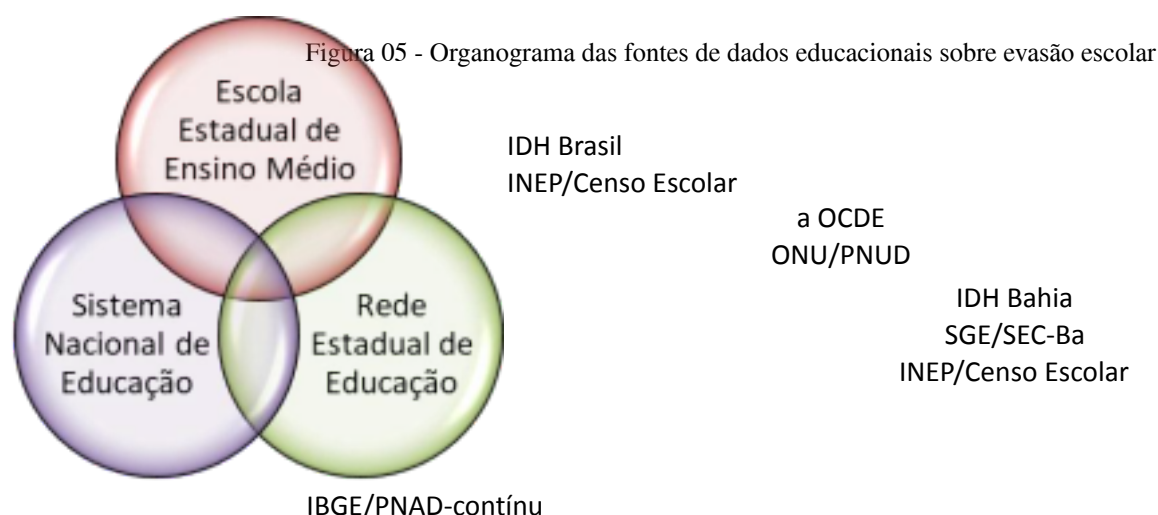 Figura 05 - Organograma das fontes de dados educacionais sobre evasão escolar
Escola
Estadual de
Ensino Médio
IDH Brasil
INEP/Censo Escolar
a OCDE
ONU/PNUD
Sistema
Nacional de
Educação
Rede
Estadual de
Educação
IDH Bahia
SGE/SEC-Ba
INEP/Censo Escolar
IBGE/PNAD-contínu